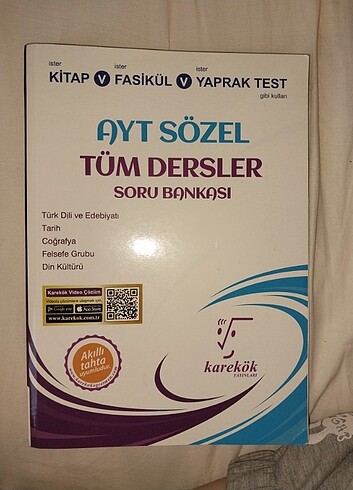 ister ister ister
KİTAP V FASİKÜL V YAPRAK TEST
gibi kullan
AYT SÖZEL
TÜM DERSLER
SORU BANKASI
Türk Dili ve Edebiyatı
Tarih
Coğrafya
Felsefe Grubu
Din Kültürü
Karekök Video Çözüm
www.karekok.com.tr
Akıllı
tahta
uyumludur.
karekök
YAYINLARI